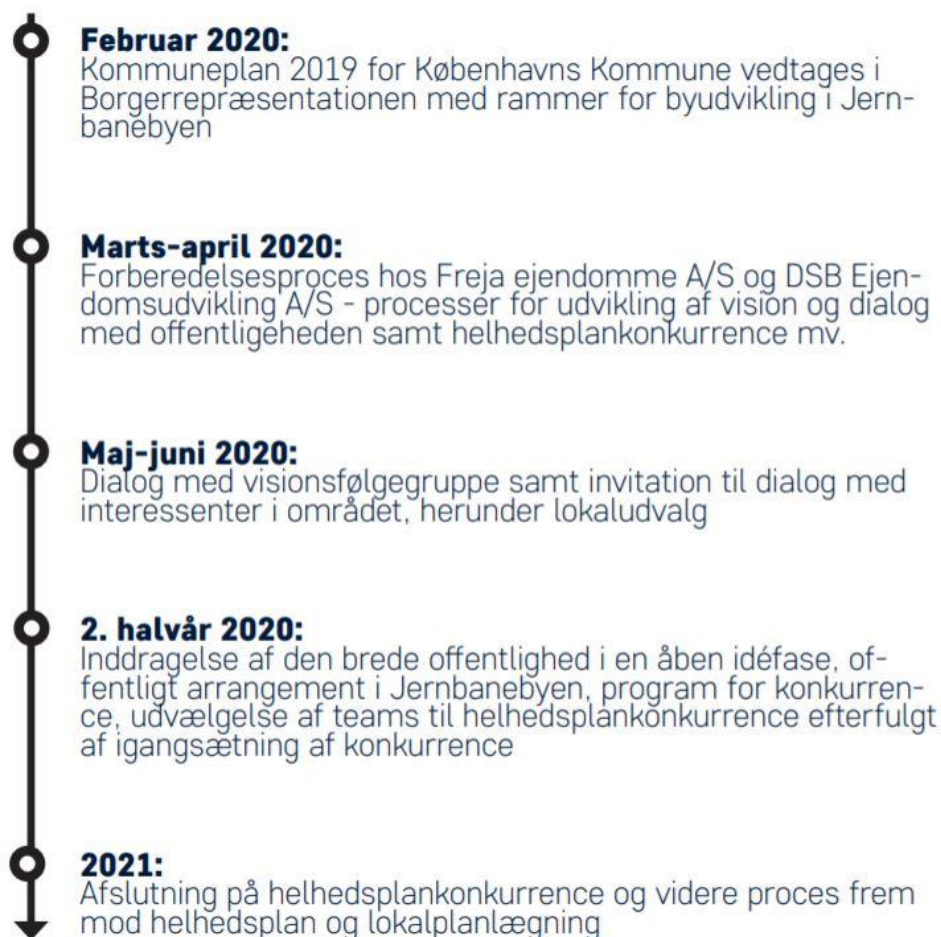 Februar 2020:
Kommuneplan 2019 for Københavns Kommune vedtages i
Borgerrepræsentationen med rammer for byudvikling i Jern-
banebyen
Marts-april 2020:
Forberedelsesproces hos Freja ejendomme A/S og DSB Ejen-
domsudvikling A/S - processer for udvikling af vision og dialog
med offentligeheden samt helhedsplankonkurrence mv.
Maj-juni 2020:
Dialog med visionsfølgegruppe samt invitation til dialog med
interessenter i området, herunder lokaludvalg
2. halvår 2020:
Inddragelse af den brede offentlighed i en åben idéfase, of-
fentligt arrangement i Jernbanebyen, program for konkurren-
ce, udvælgelse af teams til helhedsplankonkurrence efterfulgt
af igangsætning af konkurrence
2021:
Afslutning på helhedsplankonkurrence og videre proces frem
mod helhedsplan og lokalplanlægning